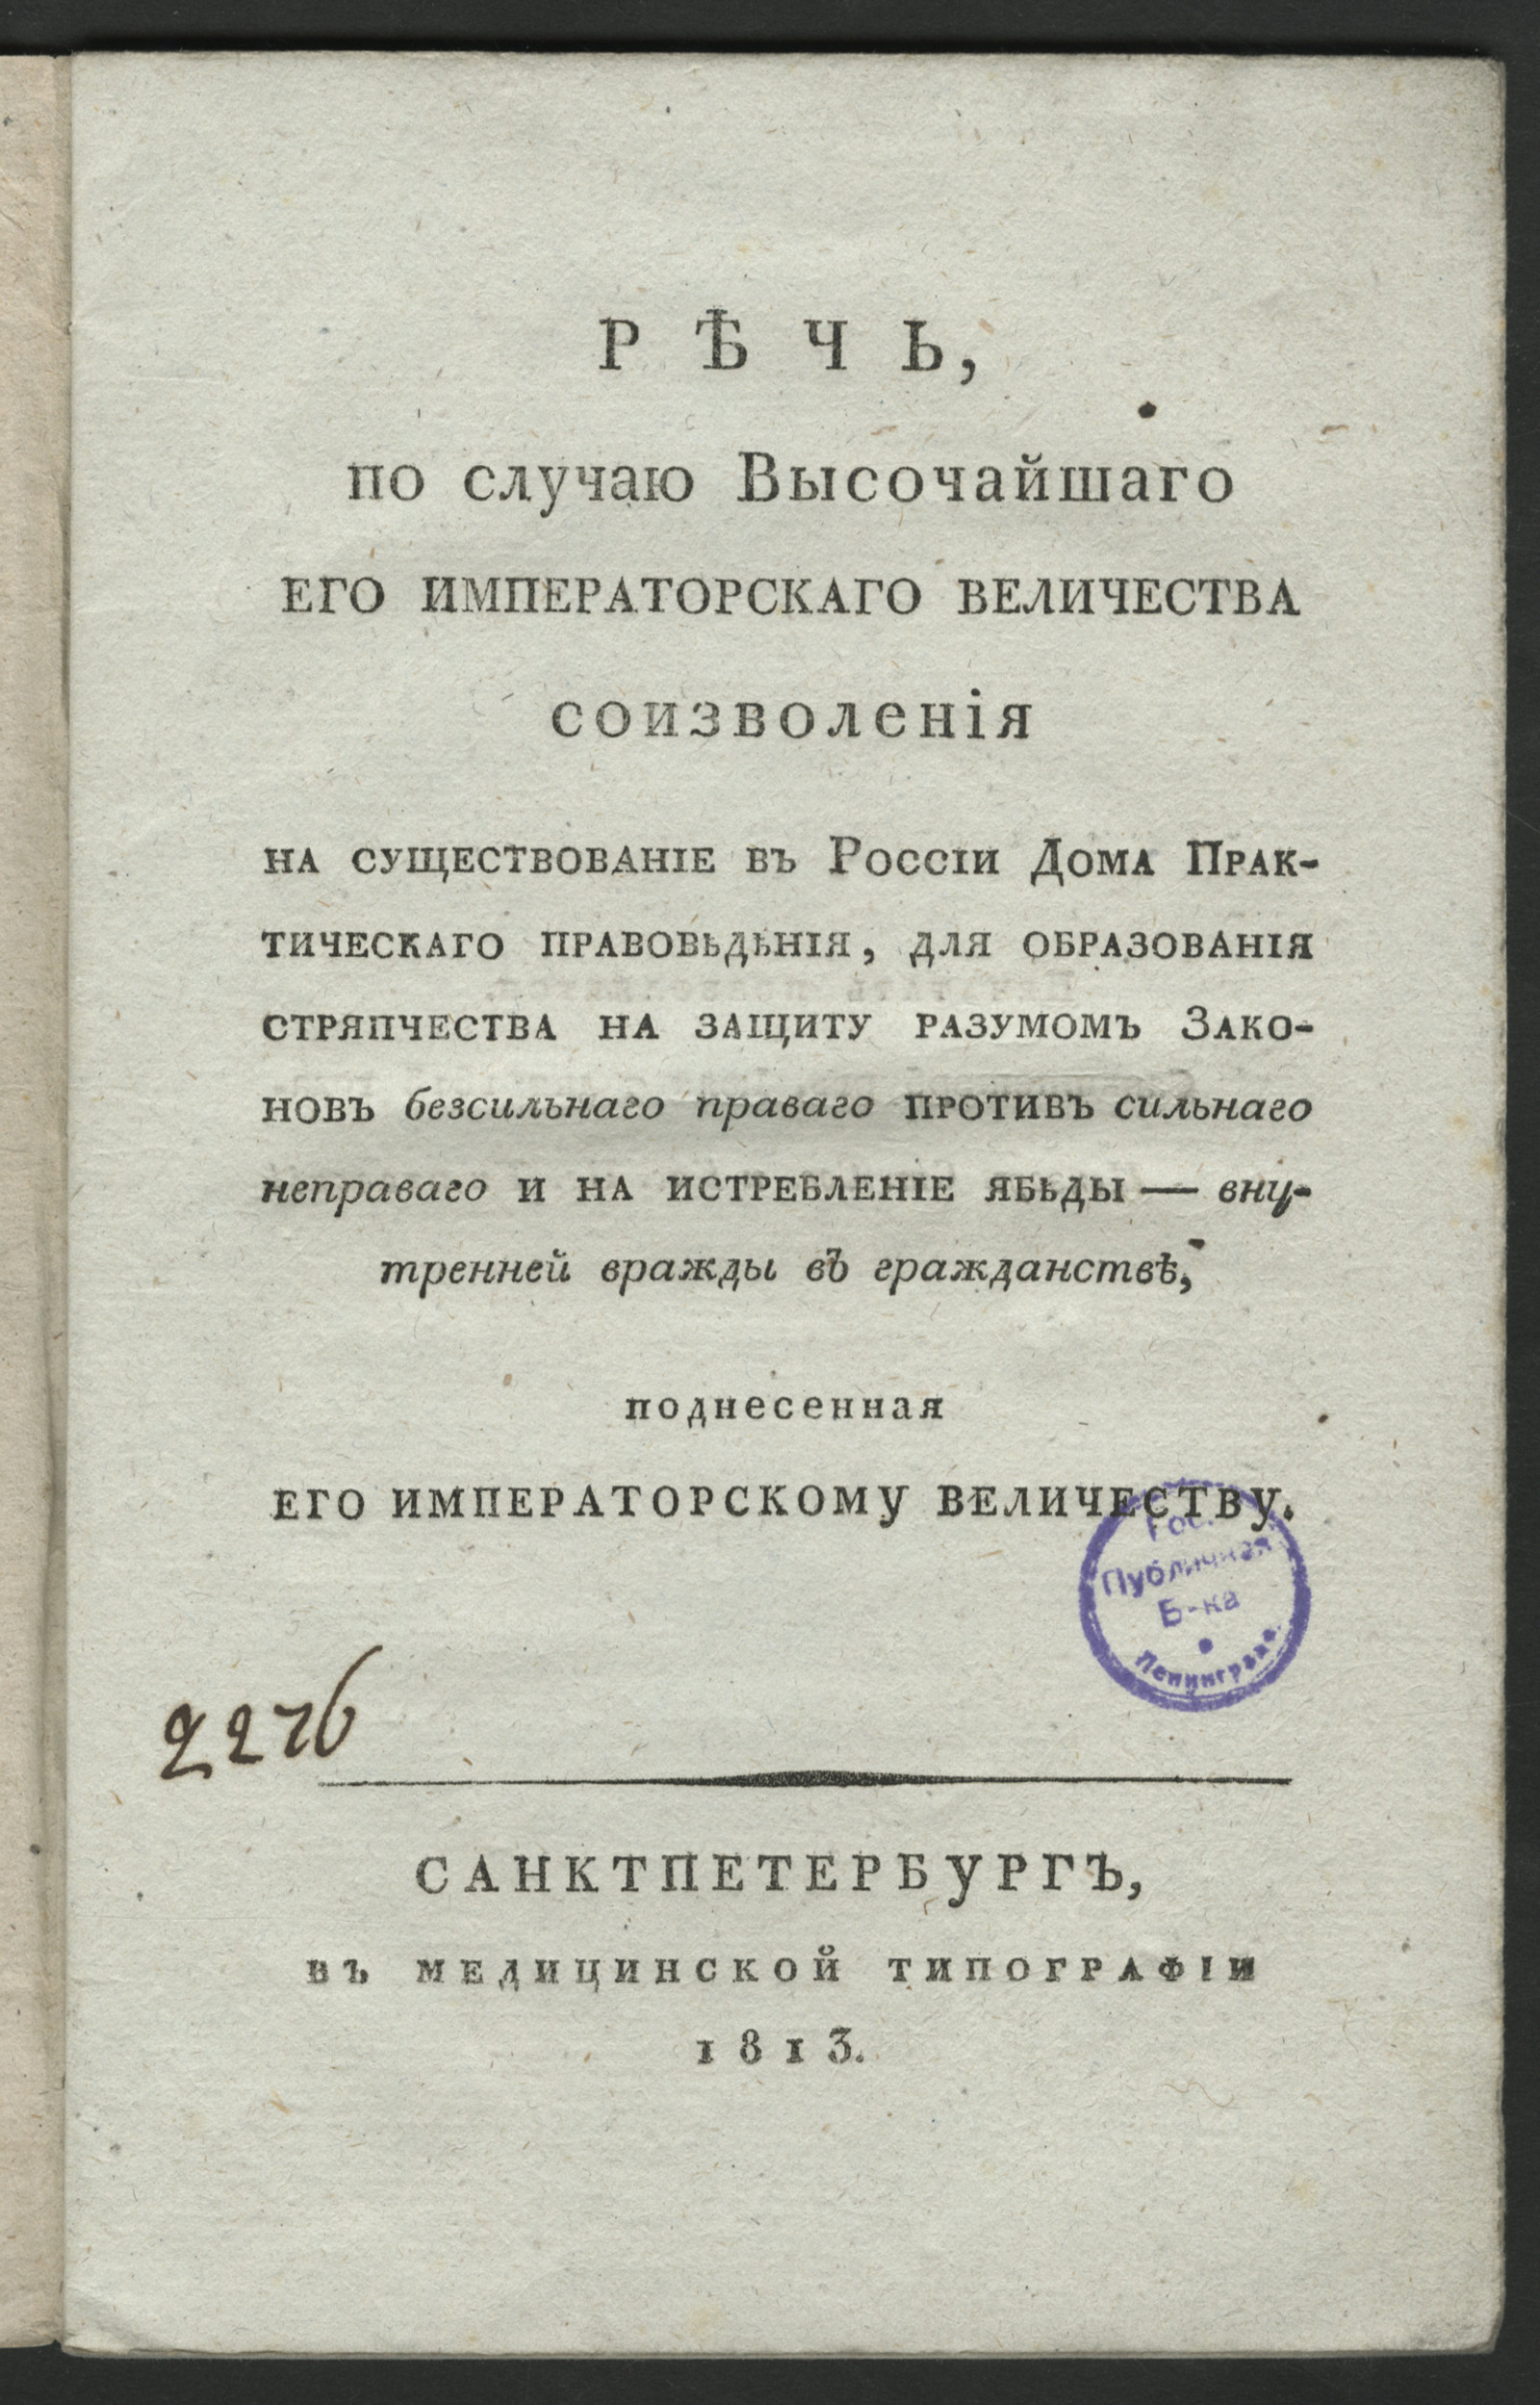 РѢЧЬ,
по случаю Высочайшаго
ЕГО ИМПЕРАТОРСКАГО ВЕЛИЧЕСТВА
соизволенія
на существованіе въ Россіи Дома Прак-
тическаго правовѣдѣнія, для образованія
стряпчества на защиту разумомъ Зако-
новъ безсильнаго праваго противъ сильнаго
неправаго и на истребленіе ябѣды — вну-
тренней вражды въ гражданствѣ,
поднесенная
ЕГО ИМПЕРАТОРСКОМУ ВЕЛИЧЕСТВУ.
Гос.
Публичная
Б-ка
Ленинград
САНКТПЕТЕРБУРГЪ,
въ медицинской типографіи
1813.